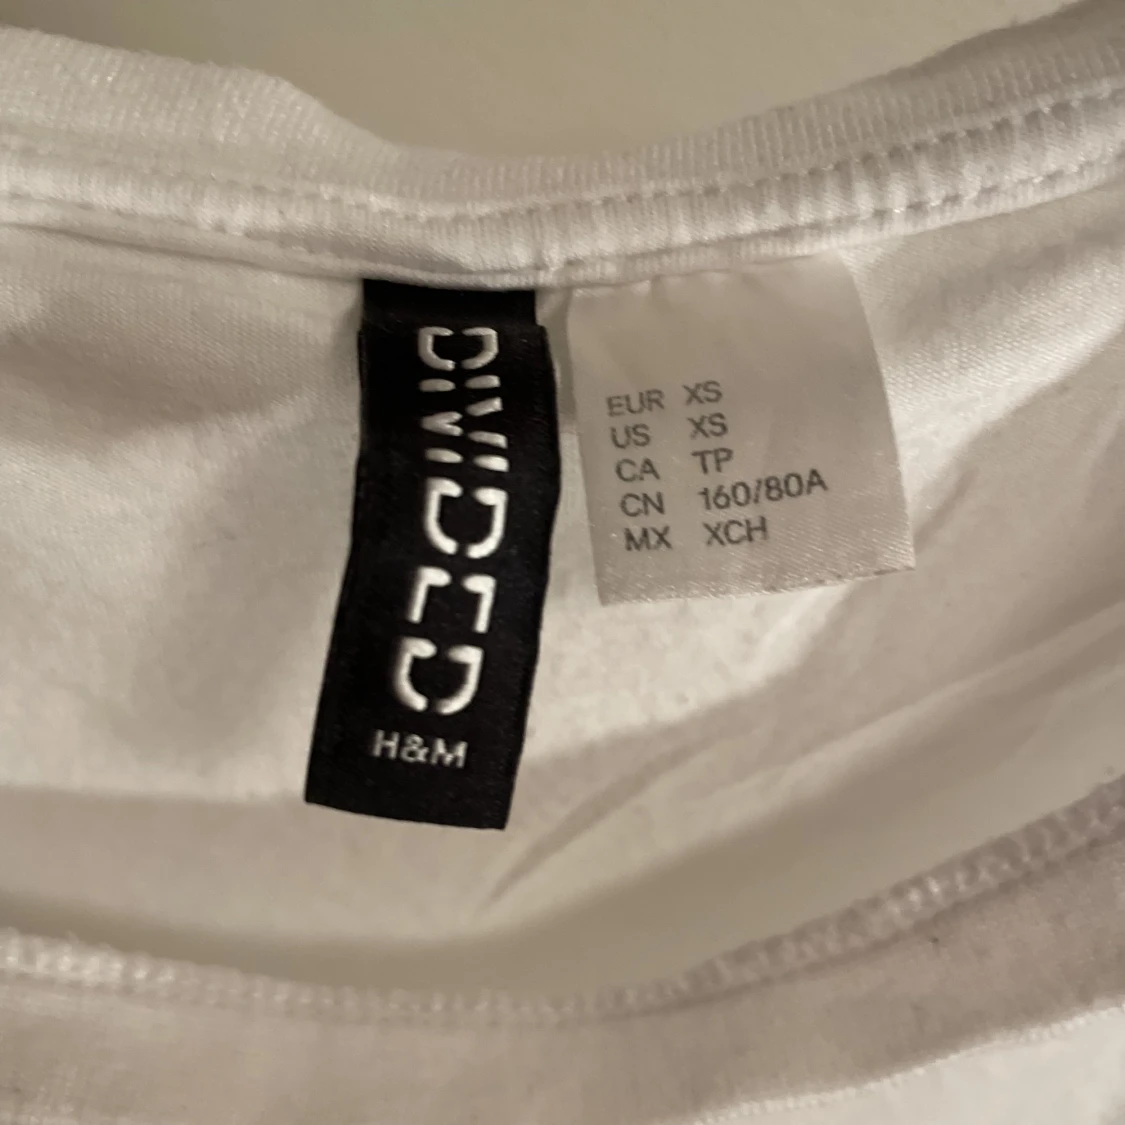 DIVIDED
H&M
EUR XS
US XS
CA TP
CN 160/80A
MX XCH